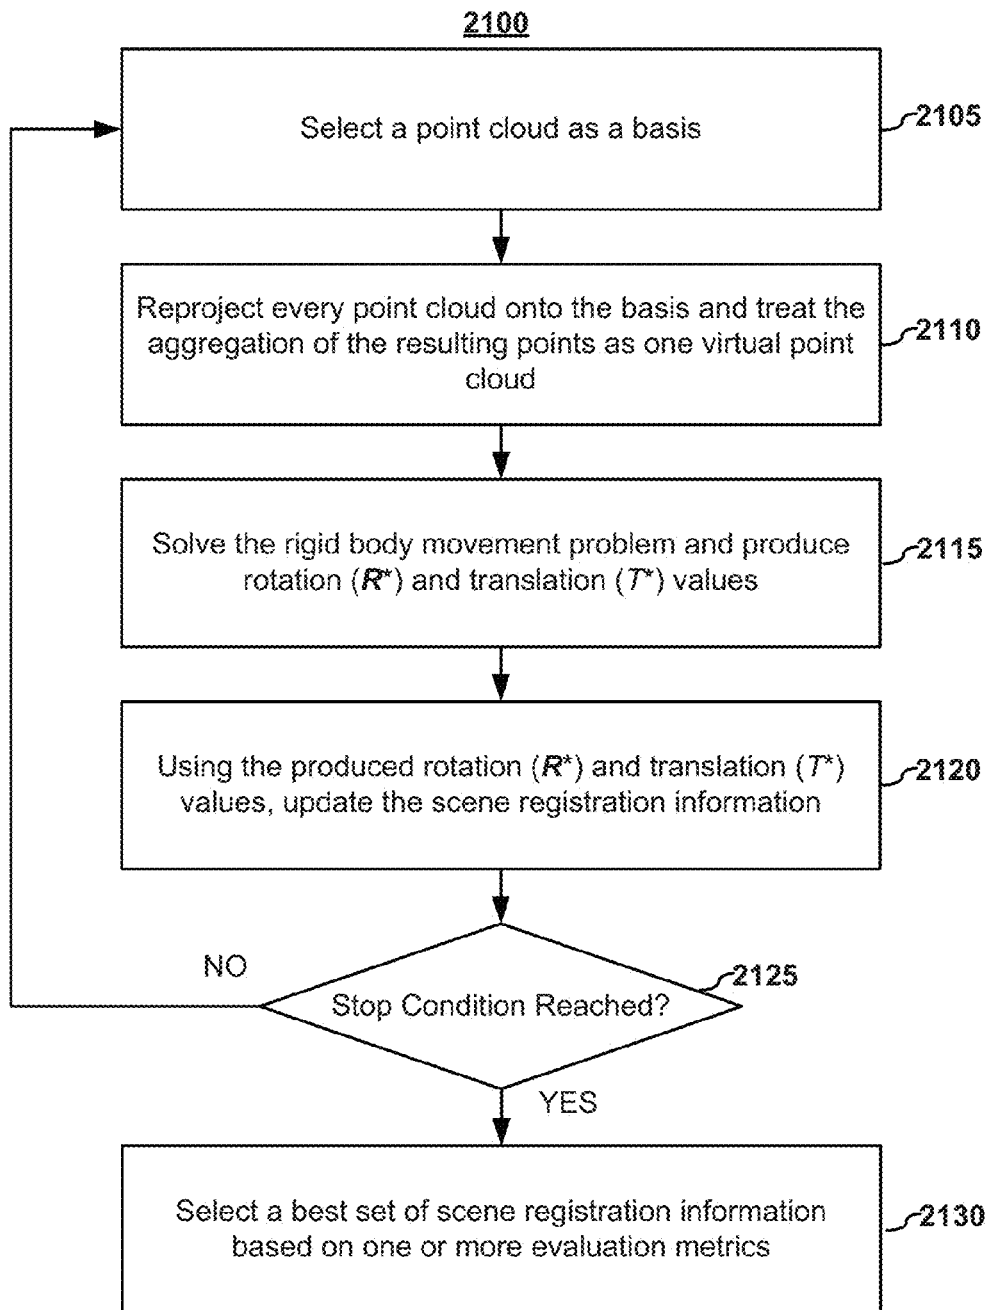 2100
Select a point cloud as a basis
2105
Reproject every point cloud onto the basis and treat the
aggregation of the resulting points as one virtual point
cloud
2110
Solve the rigid body movement problem and produce
rotation (R*) and translation (T*) values
2115
Using the produced rotation (R*) and translation (T*)
values, update the scene registration information
2120
NO
Stop Condition Reached?
2125
YES
Select a best set of scene registration information
based on one or more evaluation metrics
2130